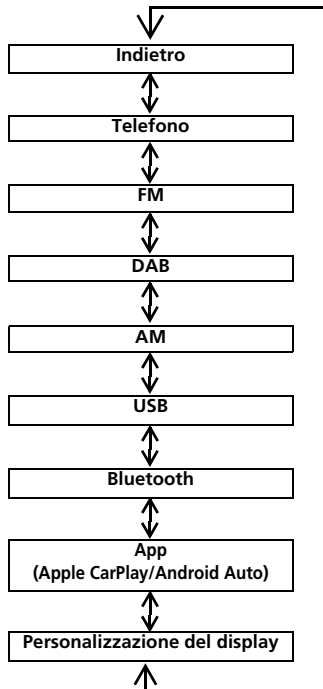 Indietro
Telefono
FM
DAB
AM
USB
Bluetooth
App
(Apple CarPlay/Android Auto)
Personalizzazione del display